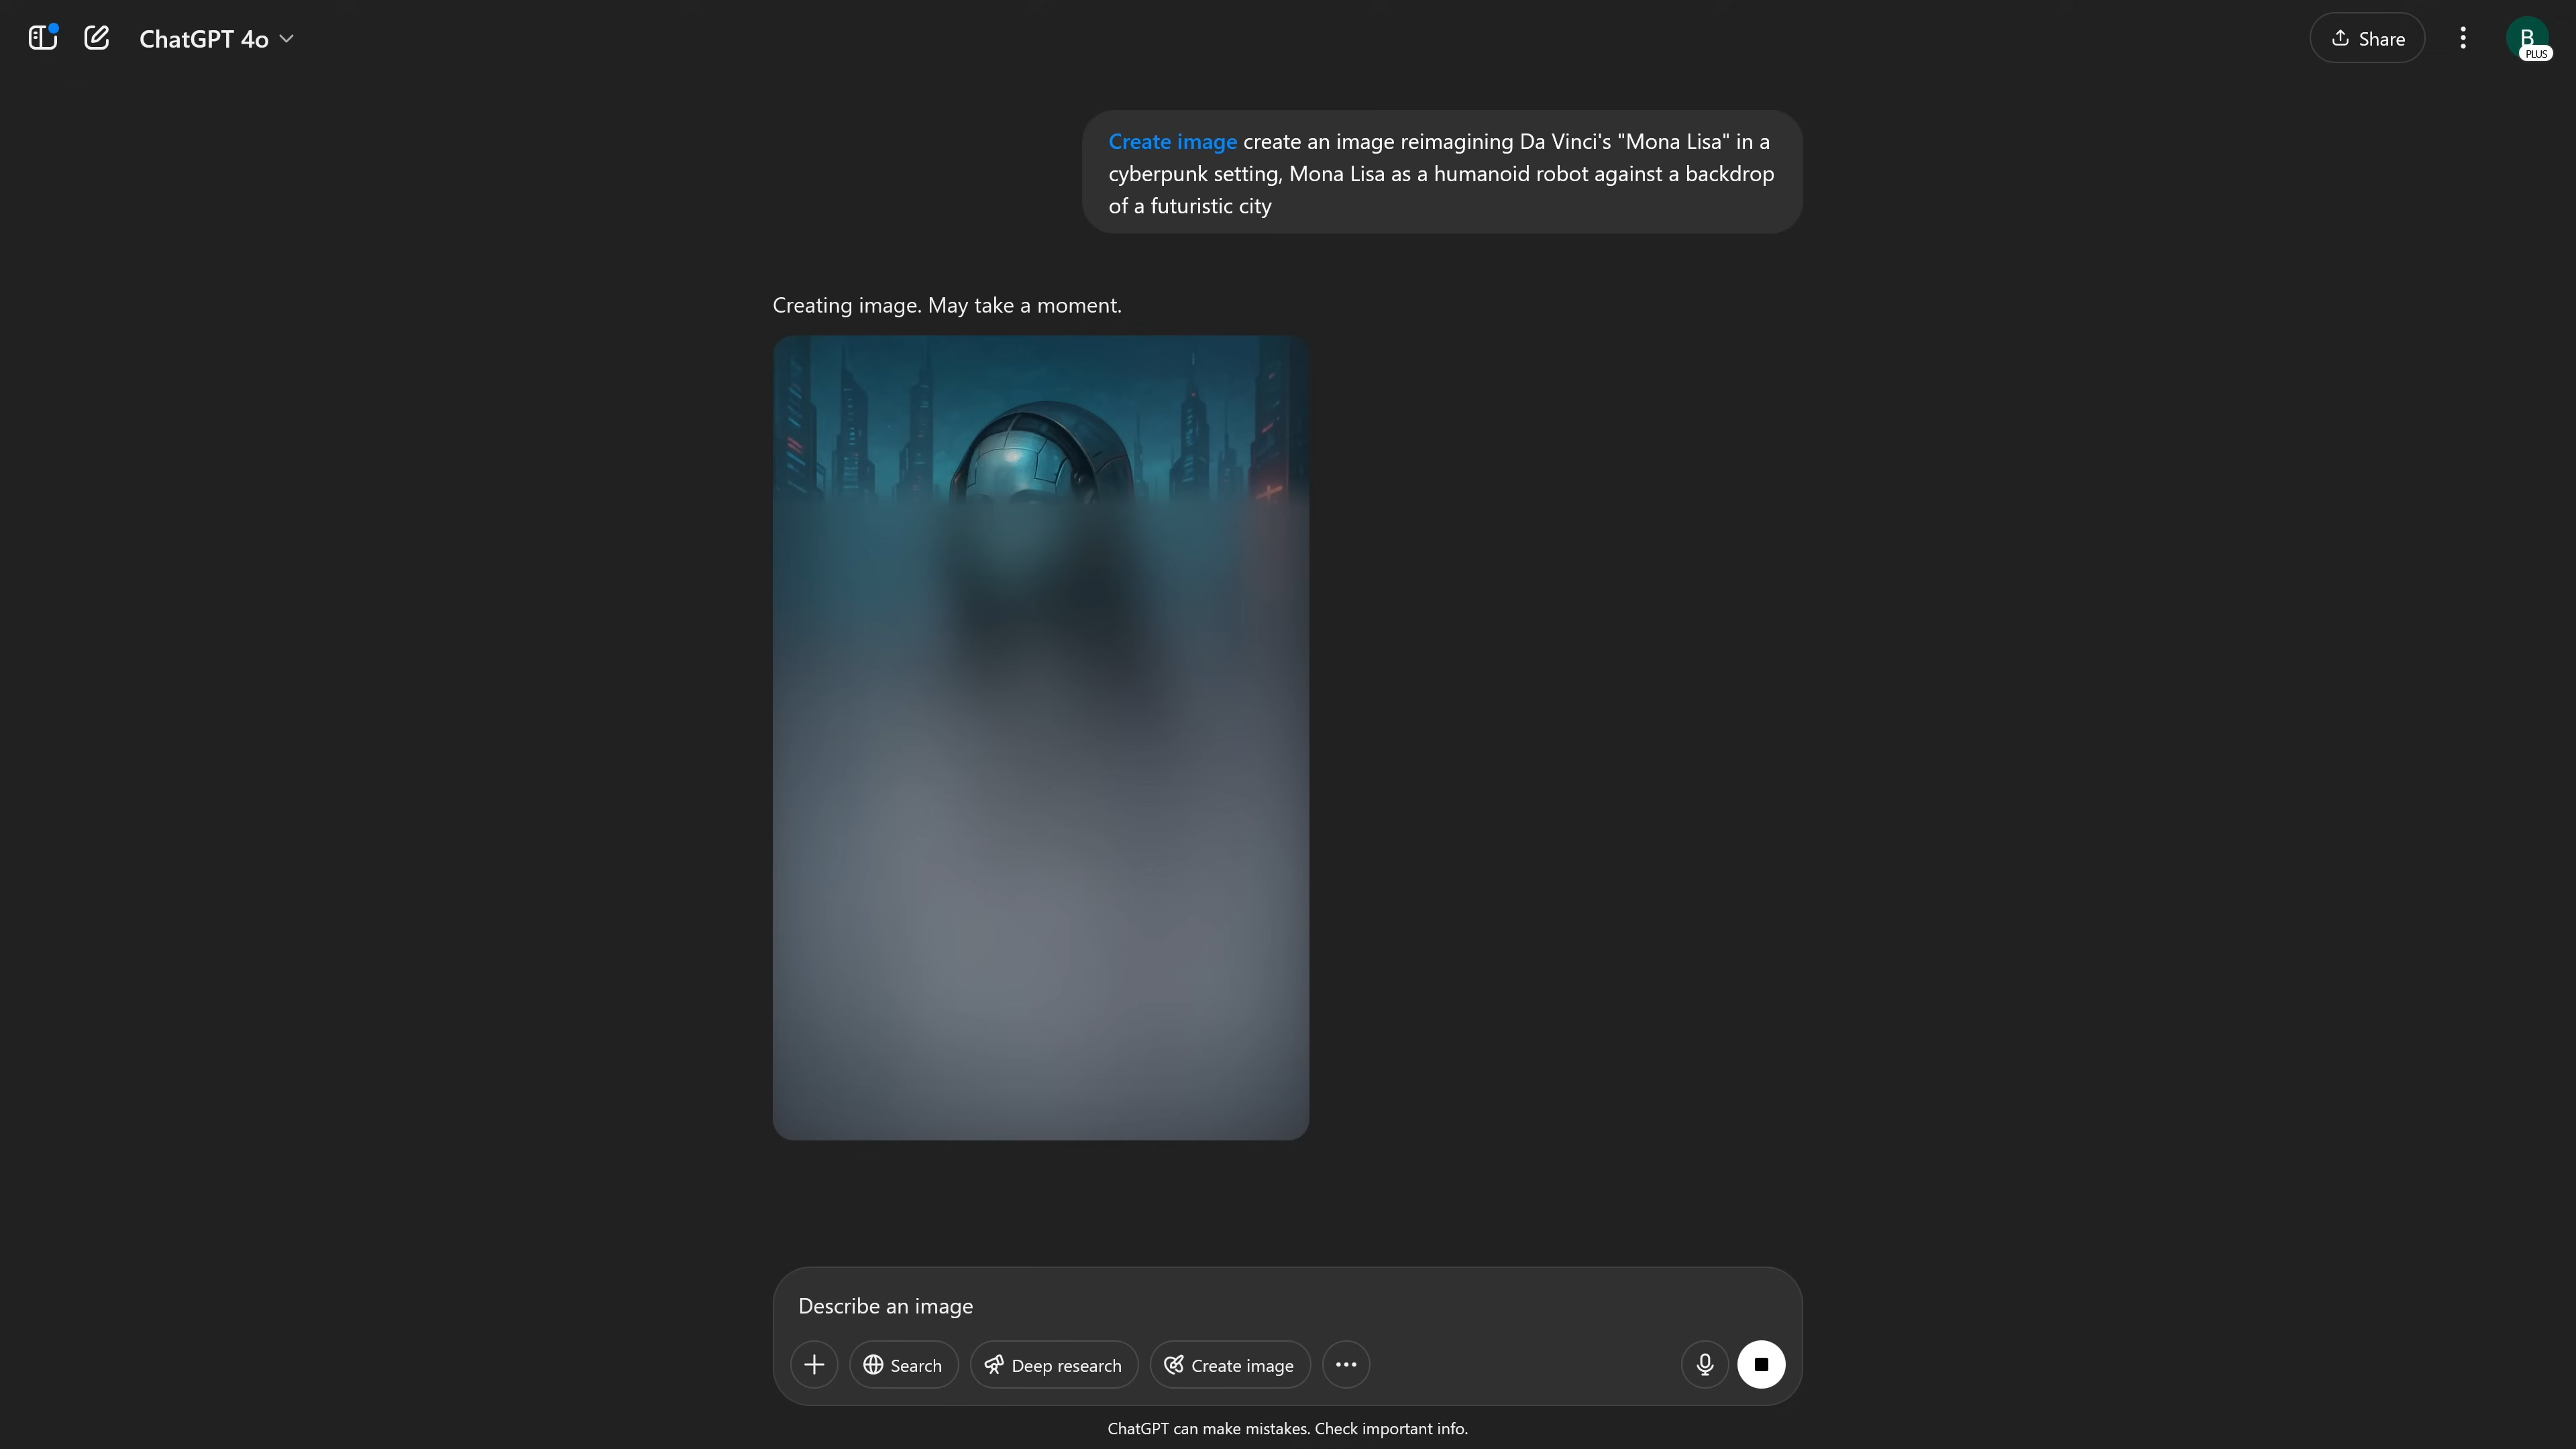 ChatGPT 4o
Share
B
PLUS
Create image create an image reimagining Da Vinci's "Mona Lisa" in a
cyberpunk setting, Mona Lisa as a humanoid robot against a backdrop
of a futuristic city
Creating image. May take a moment.
Describe an image
Search
Deep research
Create image
ChatGPT can make mistakes. Check important info.